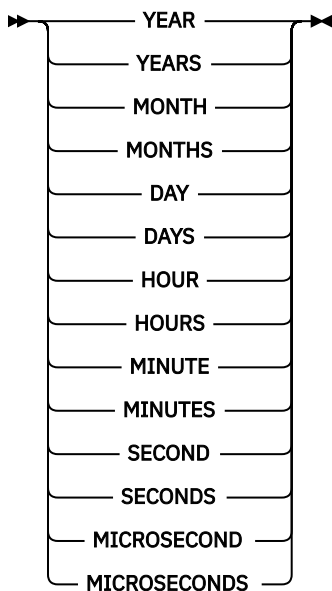 YEAR
YEARS
MONTH
MONTHS
DAY
DAYS
HOUR
HOURS
MINUTE
MINUTES
SECOND
SECONDS
MICROSECOND
MICROSECONDS